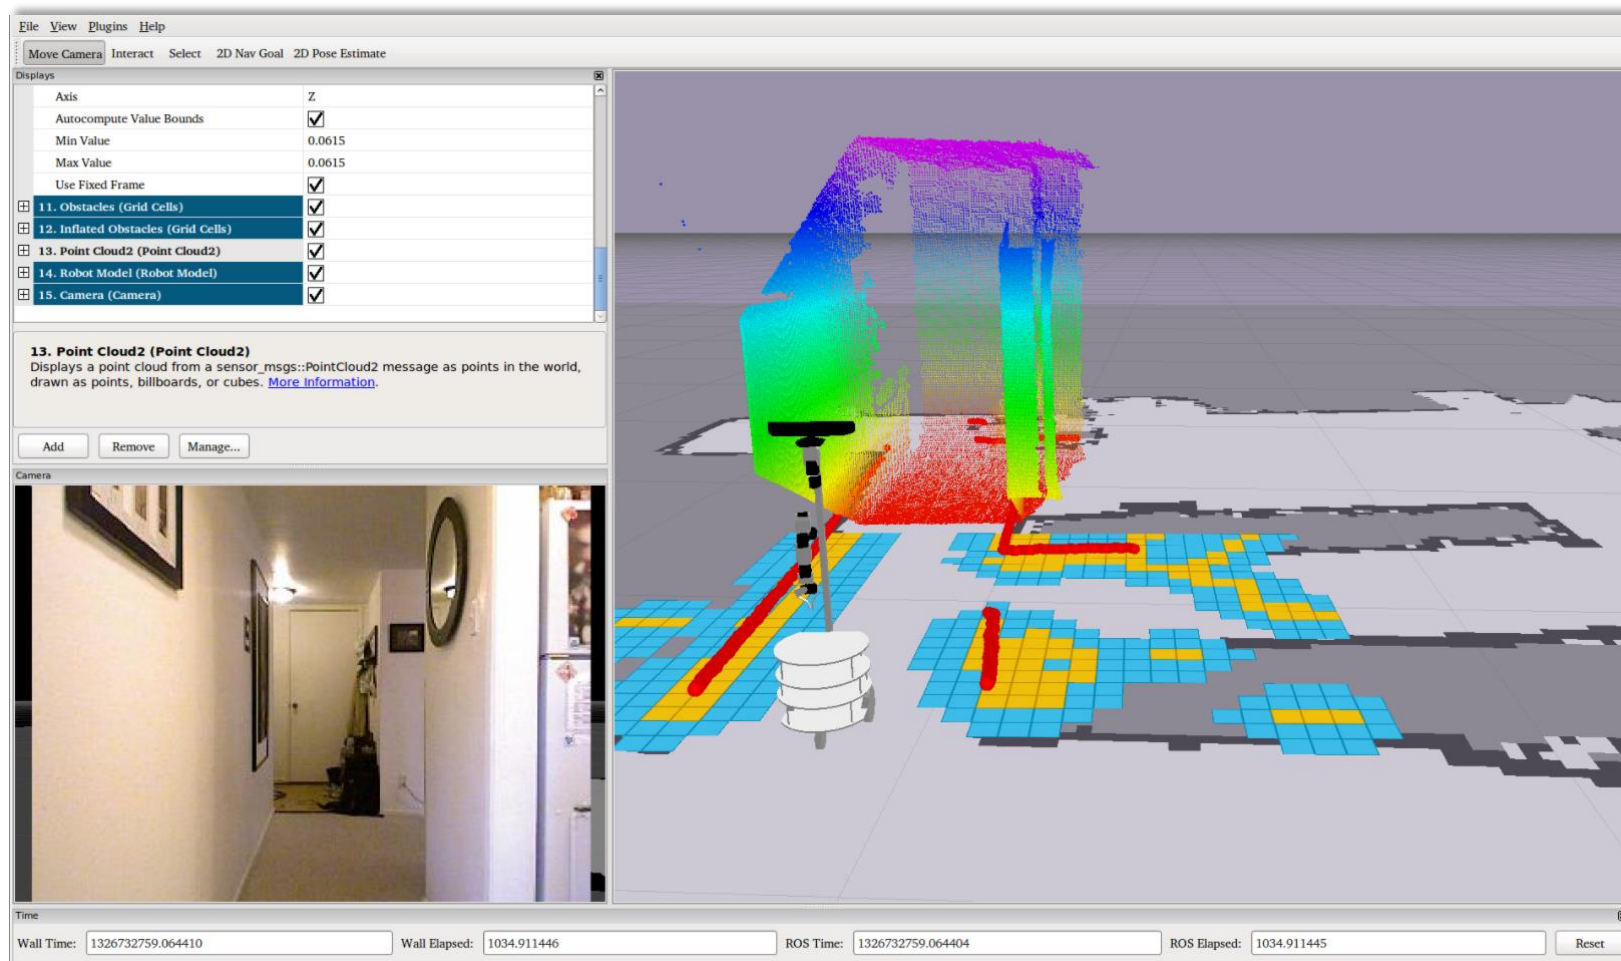 File View Plugins Help
Move Camera Interact Select 2D Nav Goal 2D Pose Estimate
Displays
Axis Z
Autocompute Value Bounds
Min Value 0.0615
Max Value 0.0615
Use Fixed Frame
11. Obstacles (Grid Cells)
12. Inflated Obstacles (Grid Cells)
13. Point Cloud2 (Point Cloud2)
14. Robot Model (Robot Model)
15. Camera (Camera)
13. Point Cloud2 (Point Cloud2)
Displays a point cloud from a sensor_msgs::PointCloud2 message as points in the world,
drawn as points, billboards, or cubes. More Information.
Add Remove Manage...
Camera
Time
Wall Time: 1326732759.064410 Wall Elapsed: 1034.911446 ROS Time: 1326732759.064404 ROS Elapsed: 1034.911445 Reset